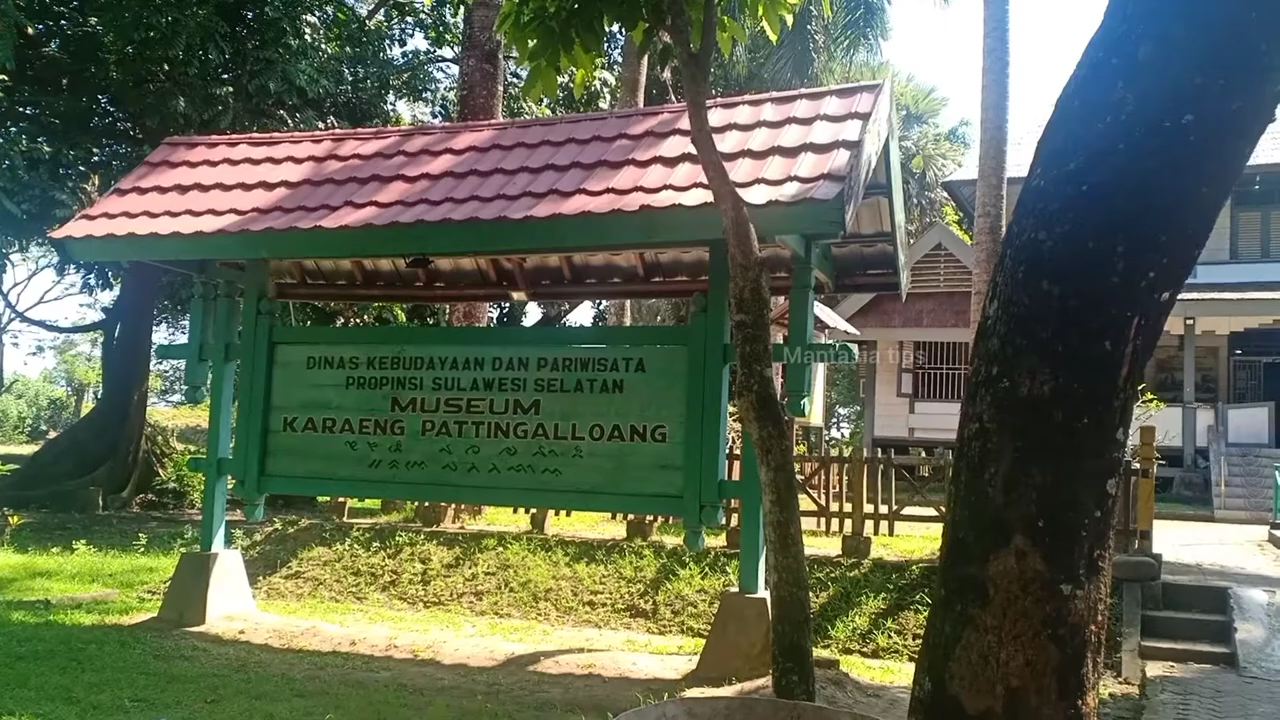 DINAS KEBUDAYAAN DAN PARIWISATA
PROPINSI SULAWESI SELATAN
MUSEUM
KARAENG PATTINGALLOANG
Mantasia tips